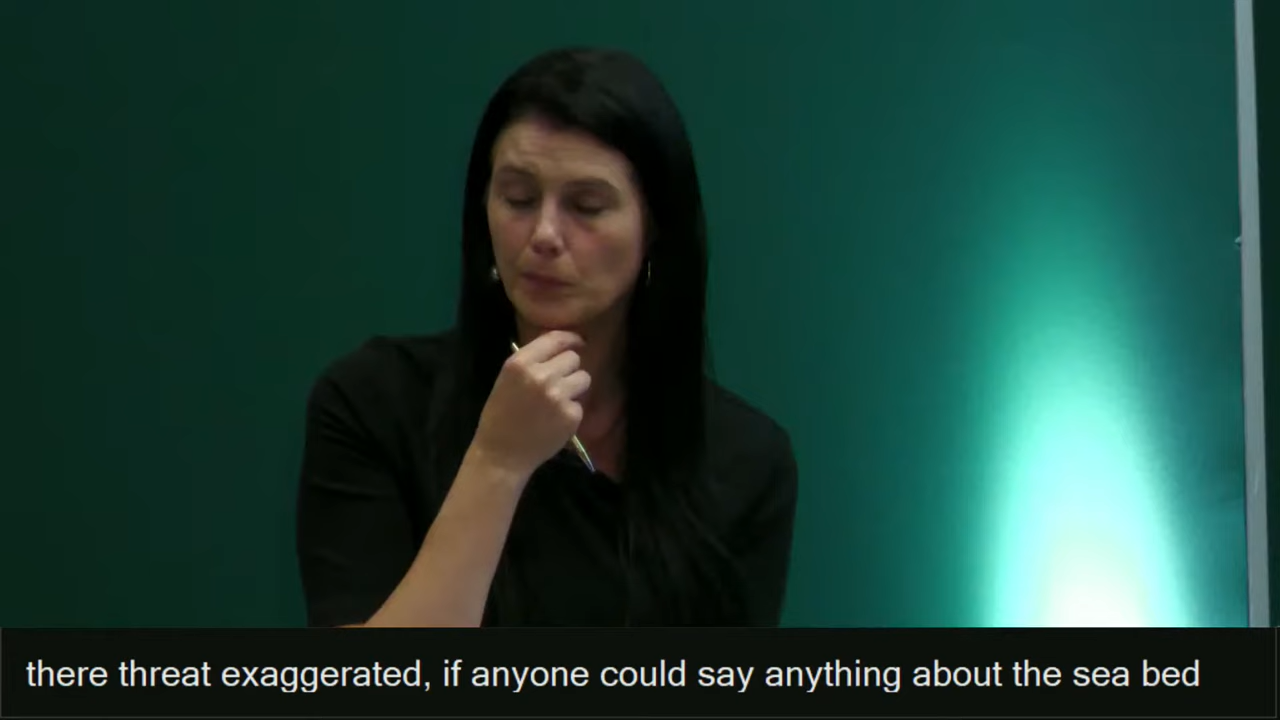 there threat exaggerated, if anyone could say anything about the sea bed